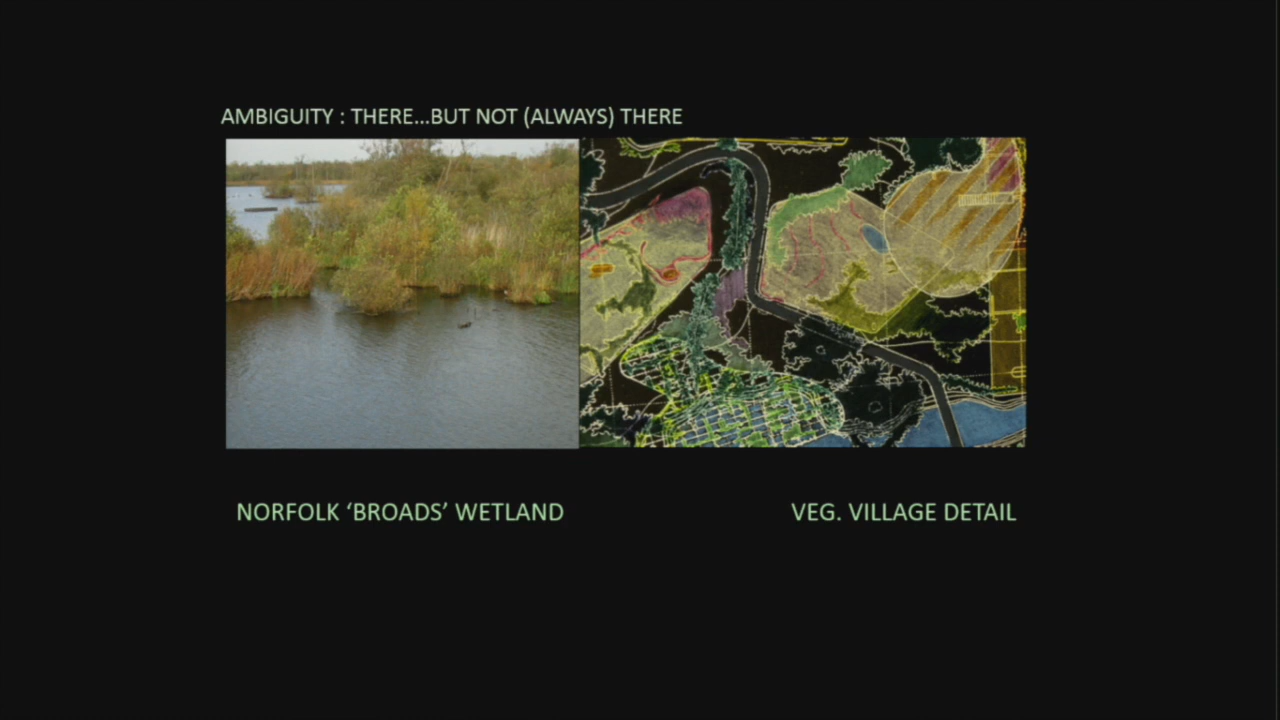 AMBIGUITY : THERE...BUT NOT (ALWAYS) THERE
NORFOLK ‘BROADS’ WETLAND
VEG. VILLAGE DETAIL